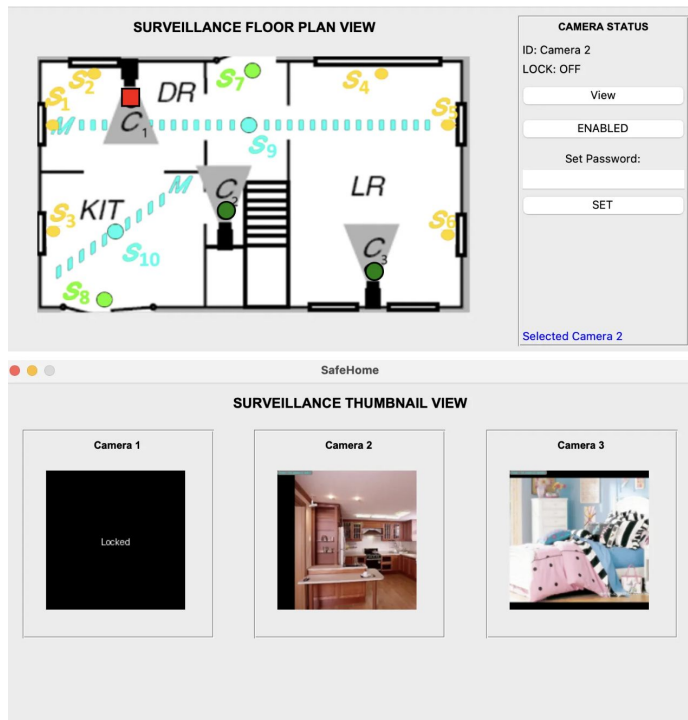 SURVEILLANCE FLOOR PLAN VIEW
CAMERA STATUS
ID: Camera 2
LOCK: OFF
View
ENABLED
Set Password:
SET
Selected Camera 2
S1
S2
DR
S7
S4
S5
M
C1
S9
M
C2
LR
S3
KIT
S6
S10
C3
S8
SafeHome
SURVEILLANCE THUMBNAIL VIEW
Camera 1
Camera 2
Camera 3
Locked